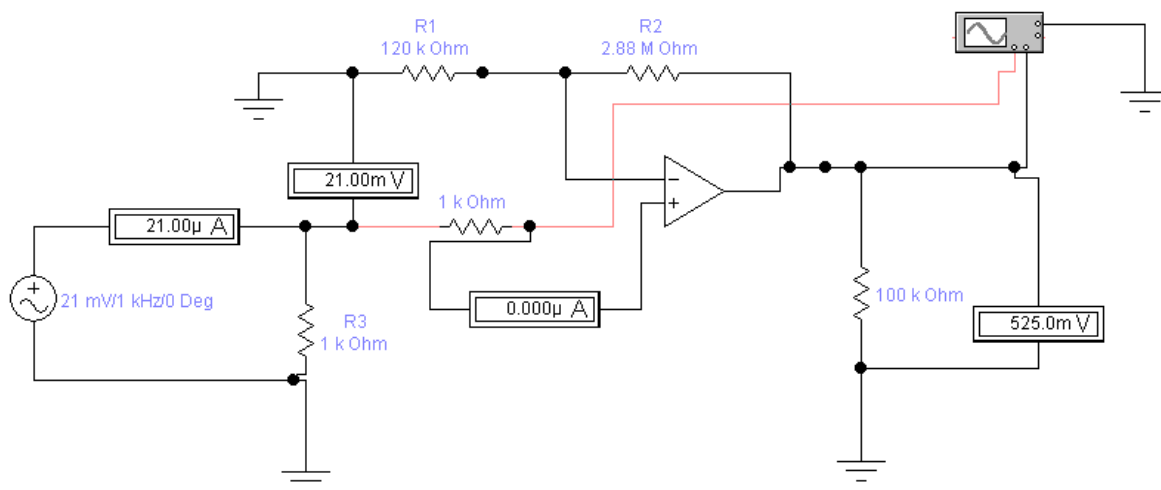 R1
120 k Ohm
R2
2.88 M Ohm
21.00m V
1 k Ohm
21.00µ A
21 mV/1 kHz/0 Deg
R3
1 k Ohm
0.000µ A
100 k Ohm
525.0m V